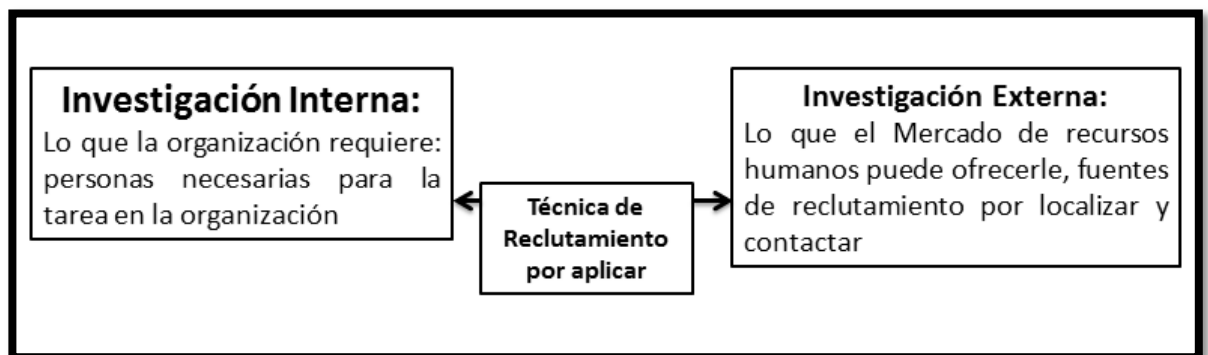 Investigación Interna:
Lo que la organización requiere:
personas necesarias para la
tarea en la organización
Técnica de
Reclutamiento
por aplicar
Investigación Externa:
Lo que el Mercado de recursos
humanos puede ofrecerle, fuentes
de reclutamiento por localizar y
contactar